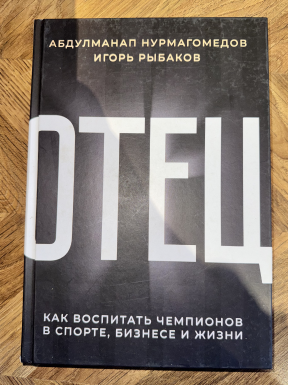 АБДУЛМАНАП НУРМАГОМЕДОВ
ИГОРЬ РЫБАКОВ
ОТЕЦ
КАК ВОСПИТАТЬ ЧЕМПИОНОВ
В СПОРТЕ, БИЗНЕСЕ И ЖИЗНИ